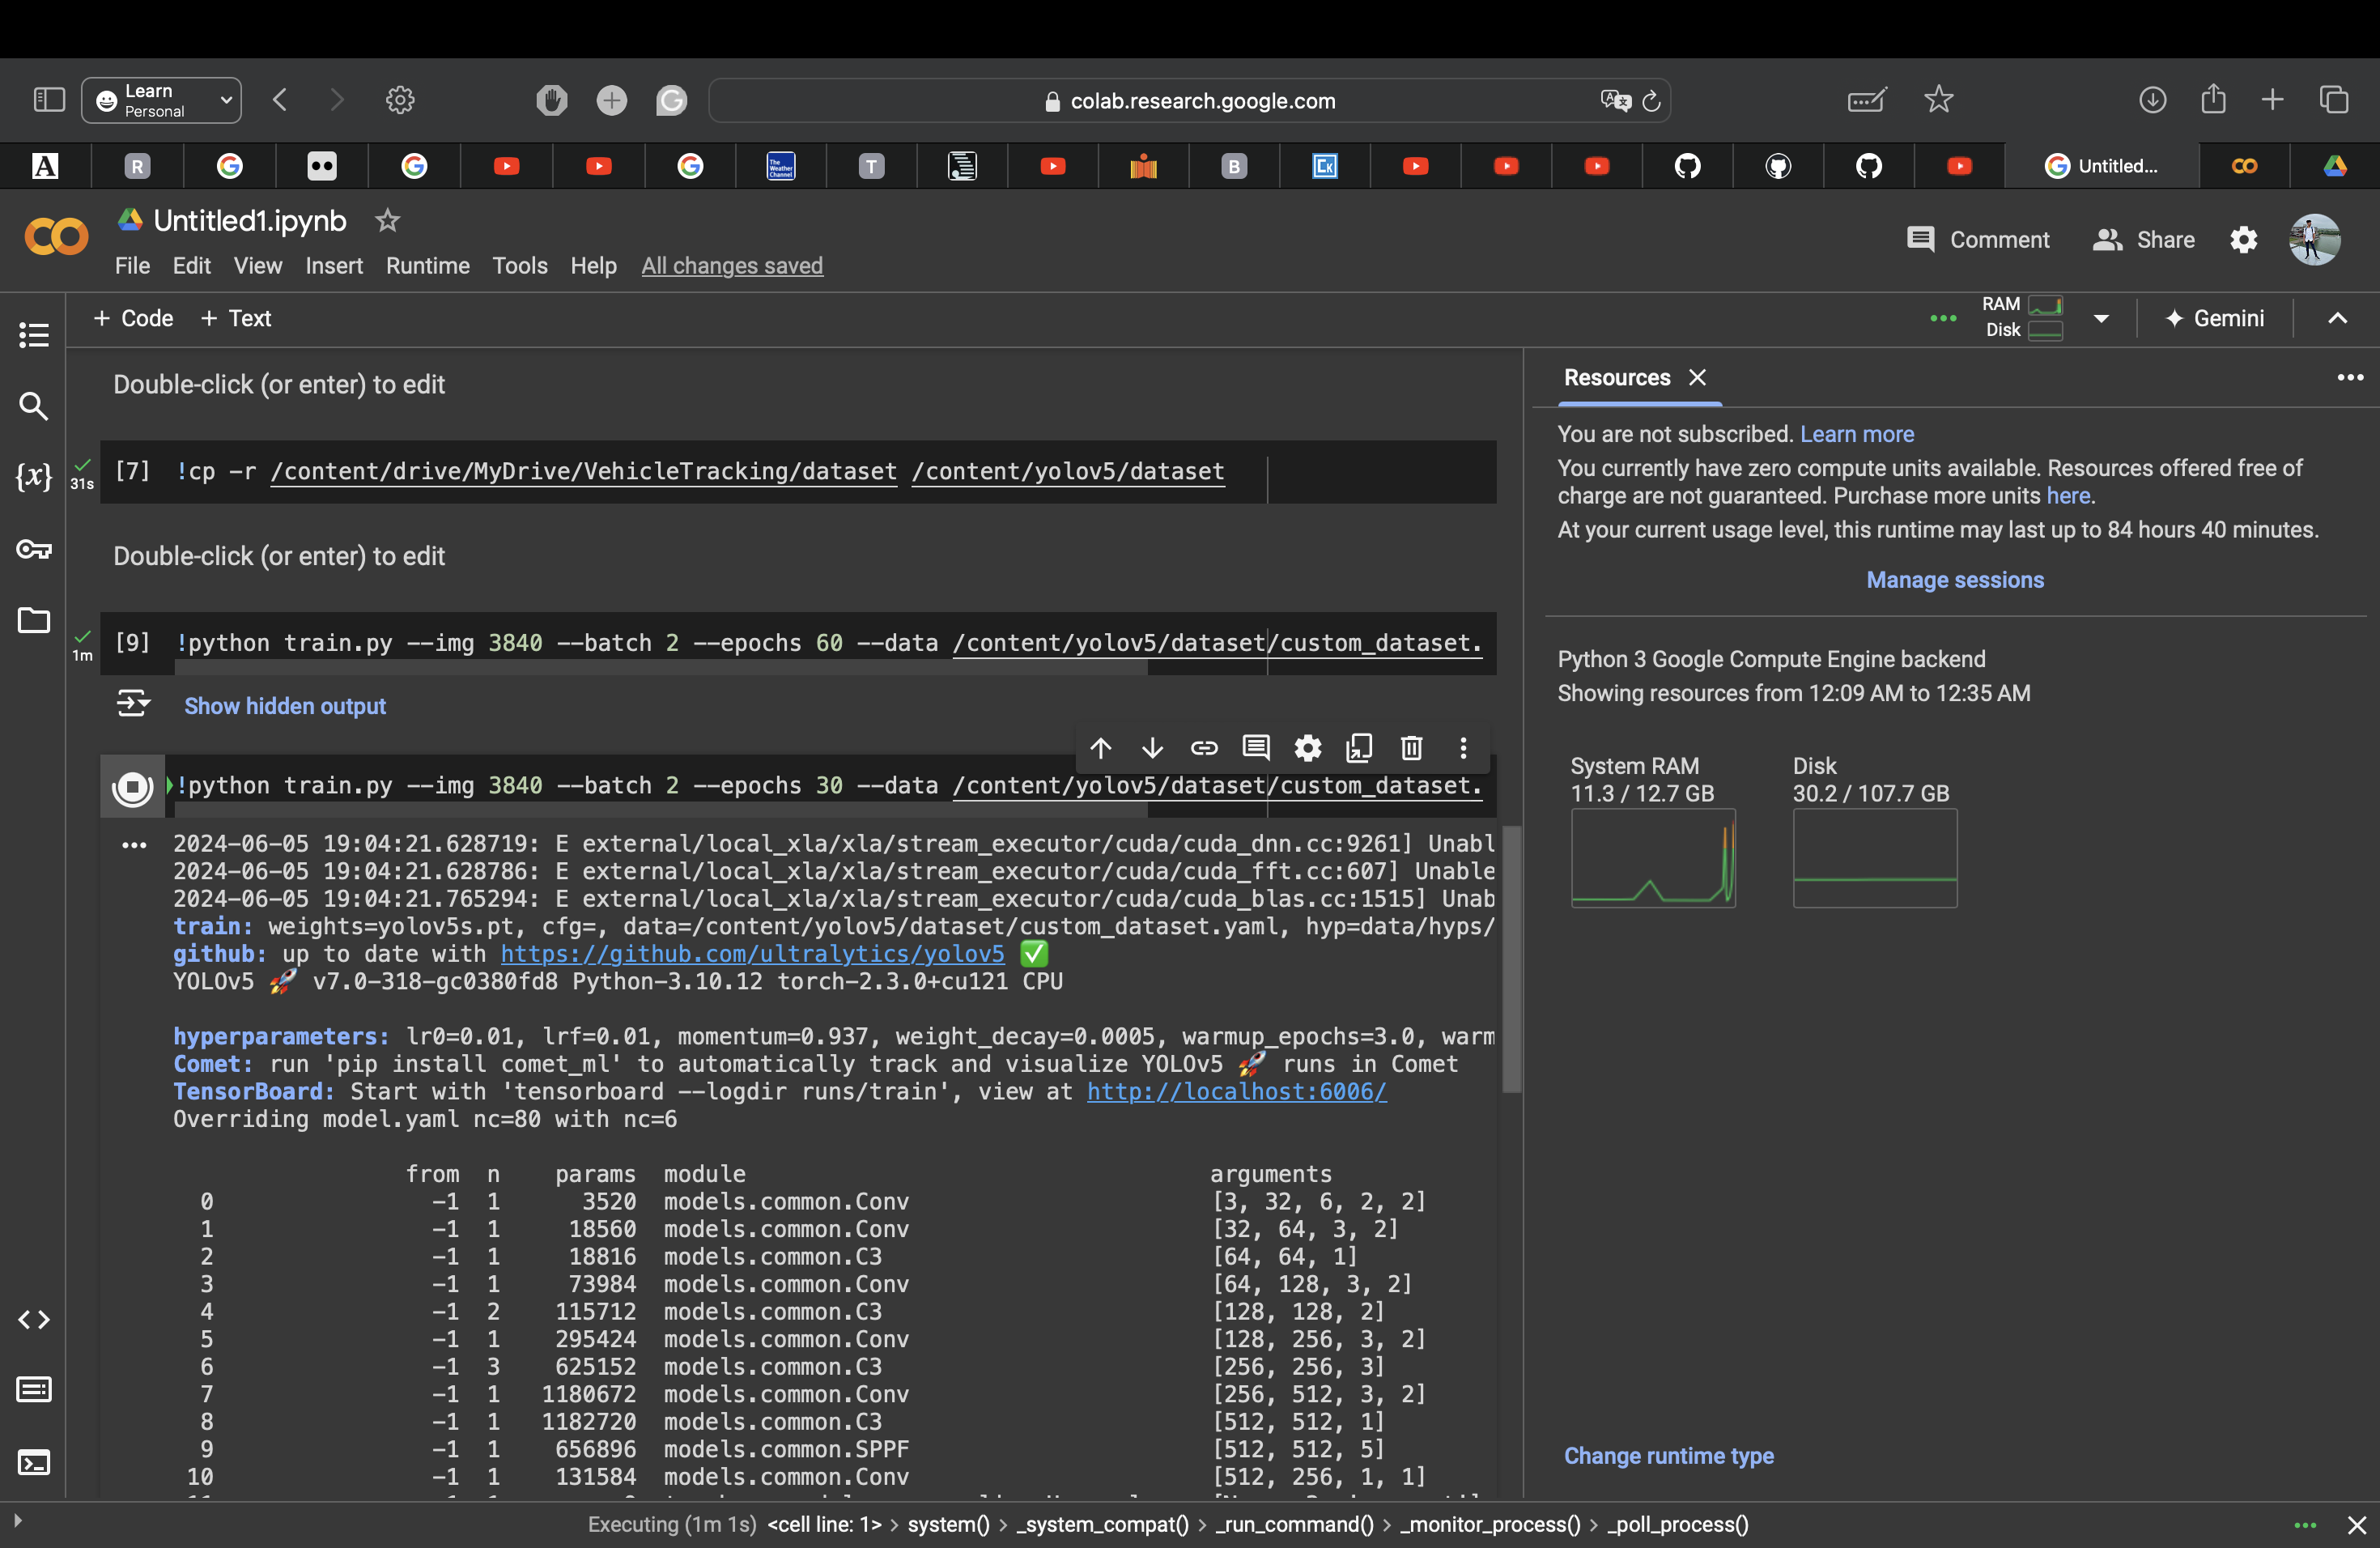 Learn
Personal
colab.research.google.com
A
R
The Weather Channel
T
B
CK
Untitled...
Untitled1.ipynb
File Edit View Insert Runtime Tools Help All changes saved
Comment Share
+ Code + Text
RAM
Disk
Gemini
Double-click (or enter) to edit
31s
[7] !cp -r /content/drive/MyDrive/VehicleTracking/dataset /content/yolov5/dataset
Double-click (or enter) to edit
1m
[9] !python train.py --img 3840 --batch 2 --epochs 60 --data /content/yolov5/dataset/custom_dataset.
Show hidden output
!python train.py --img 3840 --batch 2 --epochs 30 --data /content/yolov5/dataset/custom_dataset.
2024-06-05 19:04:21.628719: E external/local_xla/xla/stream_executor/cuda/cuda_dnn.cc:9261] Unabl
2024-06-05 19:04:21.628786: E external/local_xla/xla/stream_executor/cuda/cuda_fft.cc:607] Unable
2024-06-05 19:04:21.765294: E external/local_xla/xla/stream_executor/cuda/cuda_blas.cc:1515] Unab
train: weights=yolov5s.pt, cfg=, data=/content/yolov5/dataset/custom_dataset.yaml, hyp=data/hyps/
github: up to date with https://github.com/ultralytics/yolov5 ✅
YOLOv5 🚀 v7.0-318-gc0380fd8 Python-3.10.12 torch-2.3.0+cu121 CPU
hyperparameters: lr0=0.01, lrf=0.01, momentum=0.937, weight_decay=0.0005, warmup_epochs=3.0, warm
Comet: run 'pip install comet_ml' to automatically track and visualize YOLOv5 🚀 runs in Comet
TensorBoard: Start with 'tensorboard --logdir runs/train', view at http://localhost:6006/
Overriding model.yaml nc=80 with nc=6
from n params module arguments
0 -1 1 3520 models.common.Conv [3, 32, 6, 2, 2]
1 -1 1 18560 models.common.Conv [32, 64, 3, 2]
2 -1 1 18816 models.common.C3 [64, 64, 1]
3 -1 1 73984 models.common.Conv [64, 128, 3, 2]
4 -1 2 115712 models.common.C3 [128, 128, 2]
5 -1 1 295424 models.common.Conv [128, 256, 3, 2]
6 -1 3 625152 models.common.C3 [256, 256, 3]
7 -1 1 1180672 models.common.Conv [256, 512, 3, 2]
8 -1 1 1182720 models.common.C3 [512, 512, 1]
9 -1 1 656896 models.common.SPPF [512, 512, 5]
10 -1 1 131584 models.common.Conv [512, 256, 1, 1]
Resources
You are not subscribed. Learn more
You currently have zero compute units available. Resources offered free of
charge are not guaranteed. Purchase more units here.
At your current usage level, this runtime may last up to 84 hours 40 minutes.
Manage sessions
Python 3 Google Compute Engine backend
Showing resources from 12:09 AM to 12:35 AM
System RAM
11.3 / 12.7 GB
Disk
30.2 / 107.7 GB
Change runtime type
Executing (1m 1s) <cell line: 1> > system() > _system_compat() > _run_command() > _monitor_process() > _poll_process()